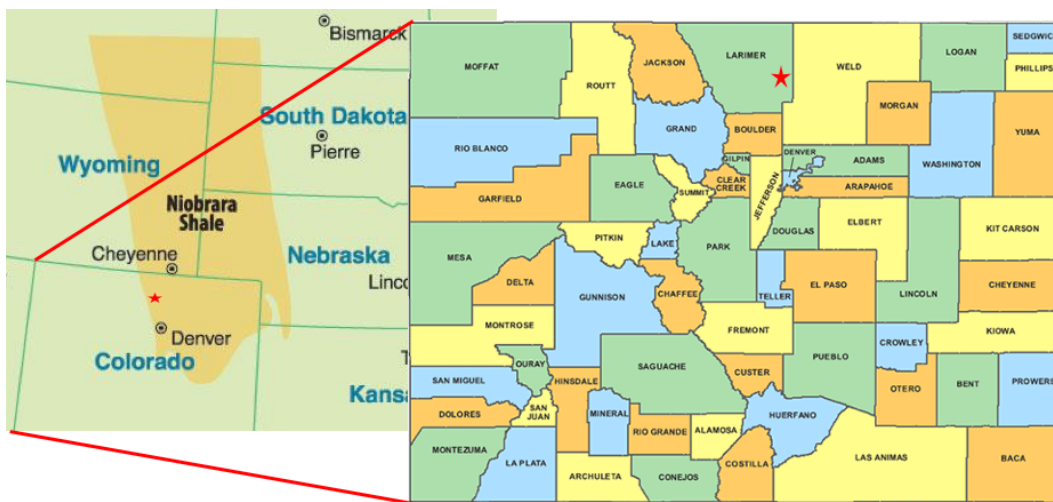 Bismarck
South Dakota
Pierre
Wyoming
Niobrara
Shale
Cheyenne
Nebraska
Denver
Colorado
MOFFAT
ROUTT
JACKSON
LARIMER
WELD
LOGAN
SEDGWIC
PHILLIPS
MORGAN
GRAND
BOULDER
RIO BLANCO
WASHINGTON
YUMA
GILPIN
DENVER
ADAMS
CLEAR
CREEK
EAGLE
SUMMIT
JEFFERSON
ARAPAHOE
GARFIELD
ELBERT
PITKIN
LAKE
PARK
DOUGLAS
KIT CARSON
MESA
DELTA
GUNNISON
CHAFFEE
TELLER
EL PASO
LINCOLN
CHEYENNE
MONTROSE
FREMONT
KIOWA
CROWLEY
OURAY
SAGUACHE
PUEBLO
SAN MIGUEL
HINSDALE
CUSTER
OTERO
BENT
PROWERS
DOLORES
SAN
JUAN
MINERAL
RIO GRANDE
ALAMOSA
HUERFANO
MONTEZUMA
LA PLATA
ARCHULETA
CONEJOS
COSTILLA
LAS ANIMAS
BACA